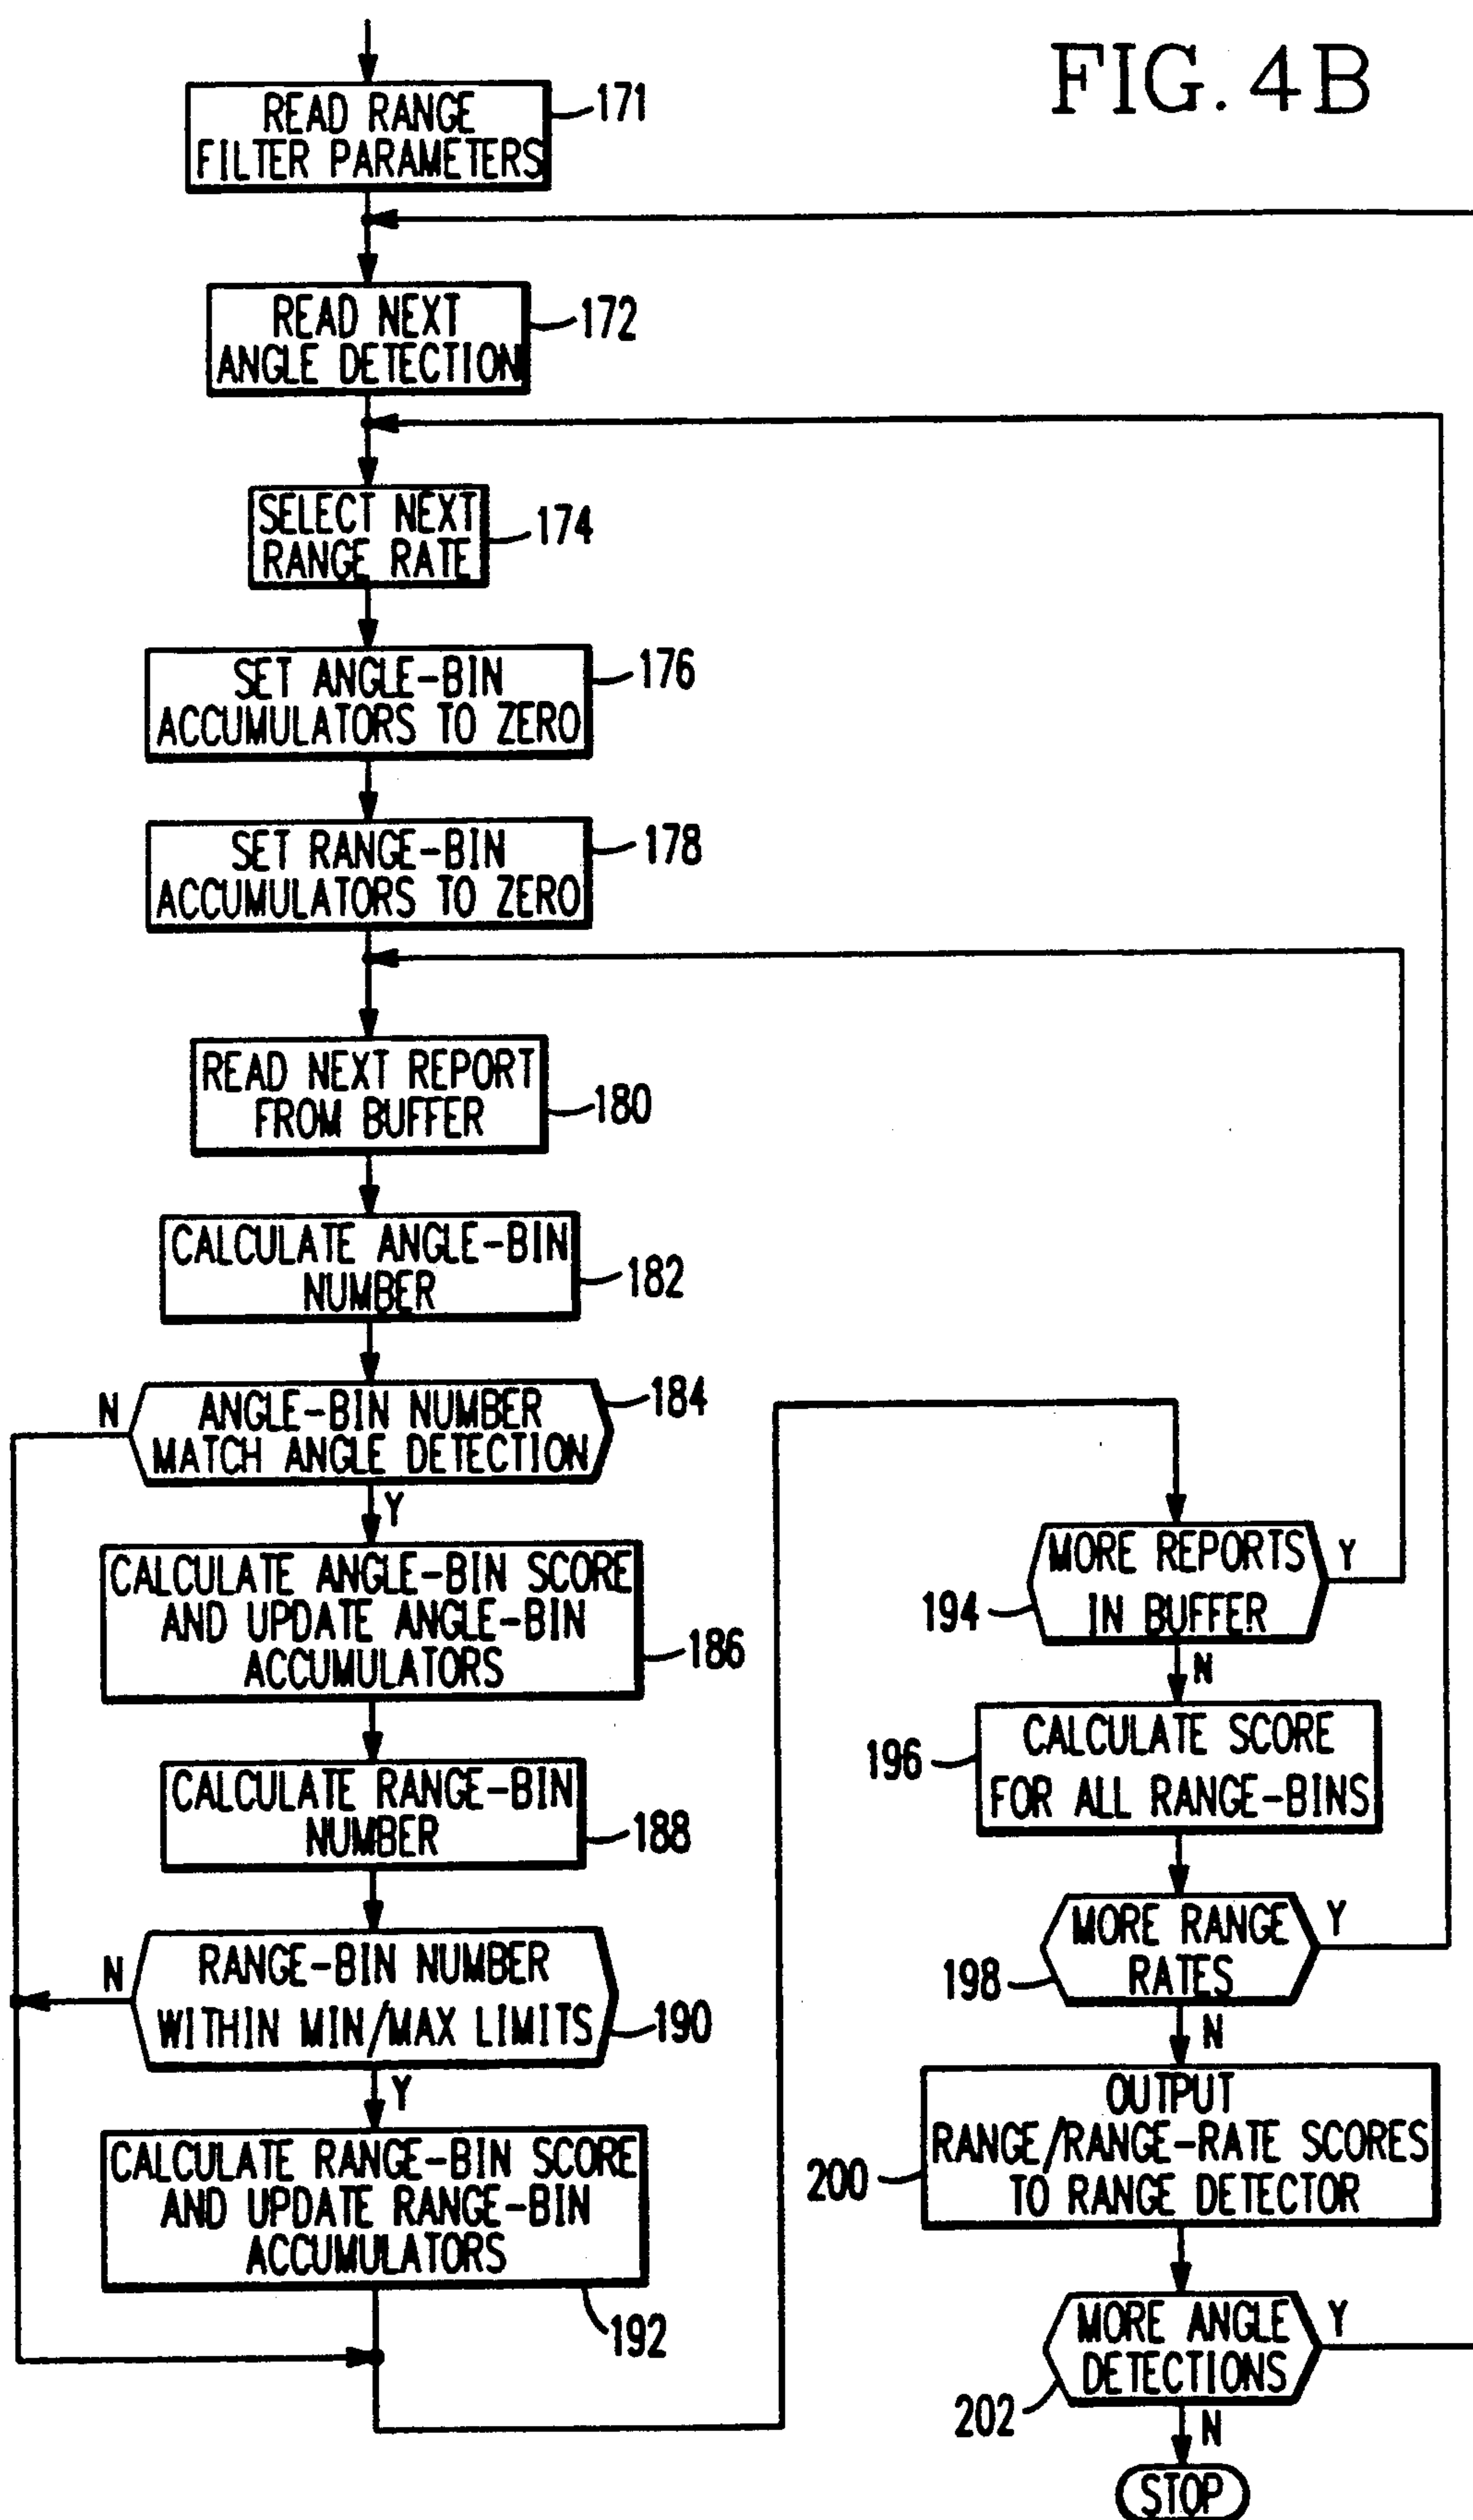 FIG. 4B
READ RANGE
FILTER PARAMETERS
171
READ NEXT
ANGLE DETECTION
172
SELECT NEXT
RANGE RATE
174
SET ANGLE-BIN
ACCUMULATORS TO ZERO
176
SET RANGE-BIN
ACCUMULATORS TO ZERO
178
READ NEXT REPORT
FROM BUFFER
180
CALCULATE ANGLE-BIN
NUMBER
182
N
ANGLE-BIN NUMBER
MATCH ANGLE DETECTION
184
Y
CALCULATE ANGLE-BIN SCORE
AND UPDATE ANGLE-BIN
ACCUMULATORS
186
CALCULATE RANGE-BIN
NUMBER
188
N
RANGE-BIN NUMBER
WITHIN MIN/MAX LIMITS
190
Y
CALCULATE RANGE-BIN SCORE
AND UPDATE RANGE-BIN
ACCUMULATORS
192
MORE REPORTS
IN BUFFER
194
Y
N
CALCULATE SCORE
FOR ALL RANGE-BINS
196
MORE RANGE
RATES
198
Y
N
OUTPUT
RANGE/RANGE-RATE SCORES
TO RANGE DETECTOR
200
MORE ANGLE
DETECTIONS
202
Y
N
STOP